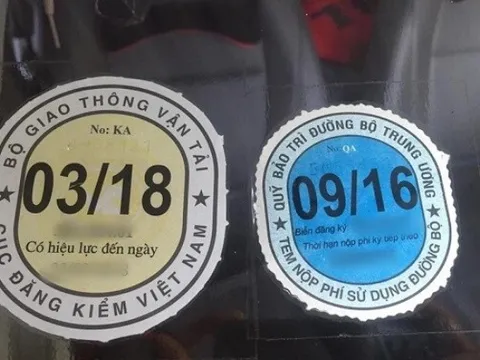 BỘ GIAO THÔNG VẬN TẢI
No: KA
03/18
Có hiệu lực đến ngày
CỤC ĐĂNG KIỂM VIỆT NAM
QUỸ BẢO TRÌ ĐƯỜNG BỘ TRUNG ƯƠNG
No: QA
09/16
Biển đăng ký
Thời hạn nộp phí kỳ tiếp theo
TEM NỘP PHÍ SỬ DỤNG ĐƯỜNG BỘ